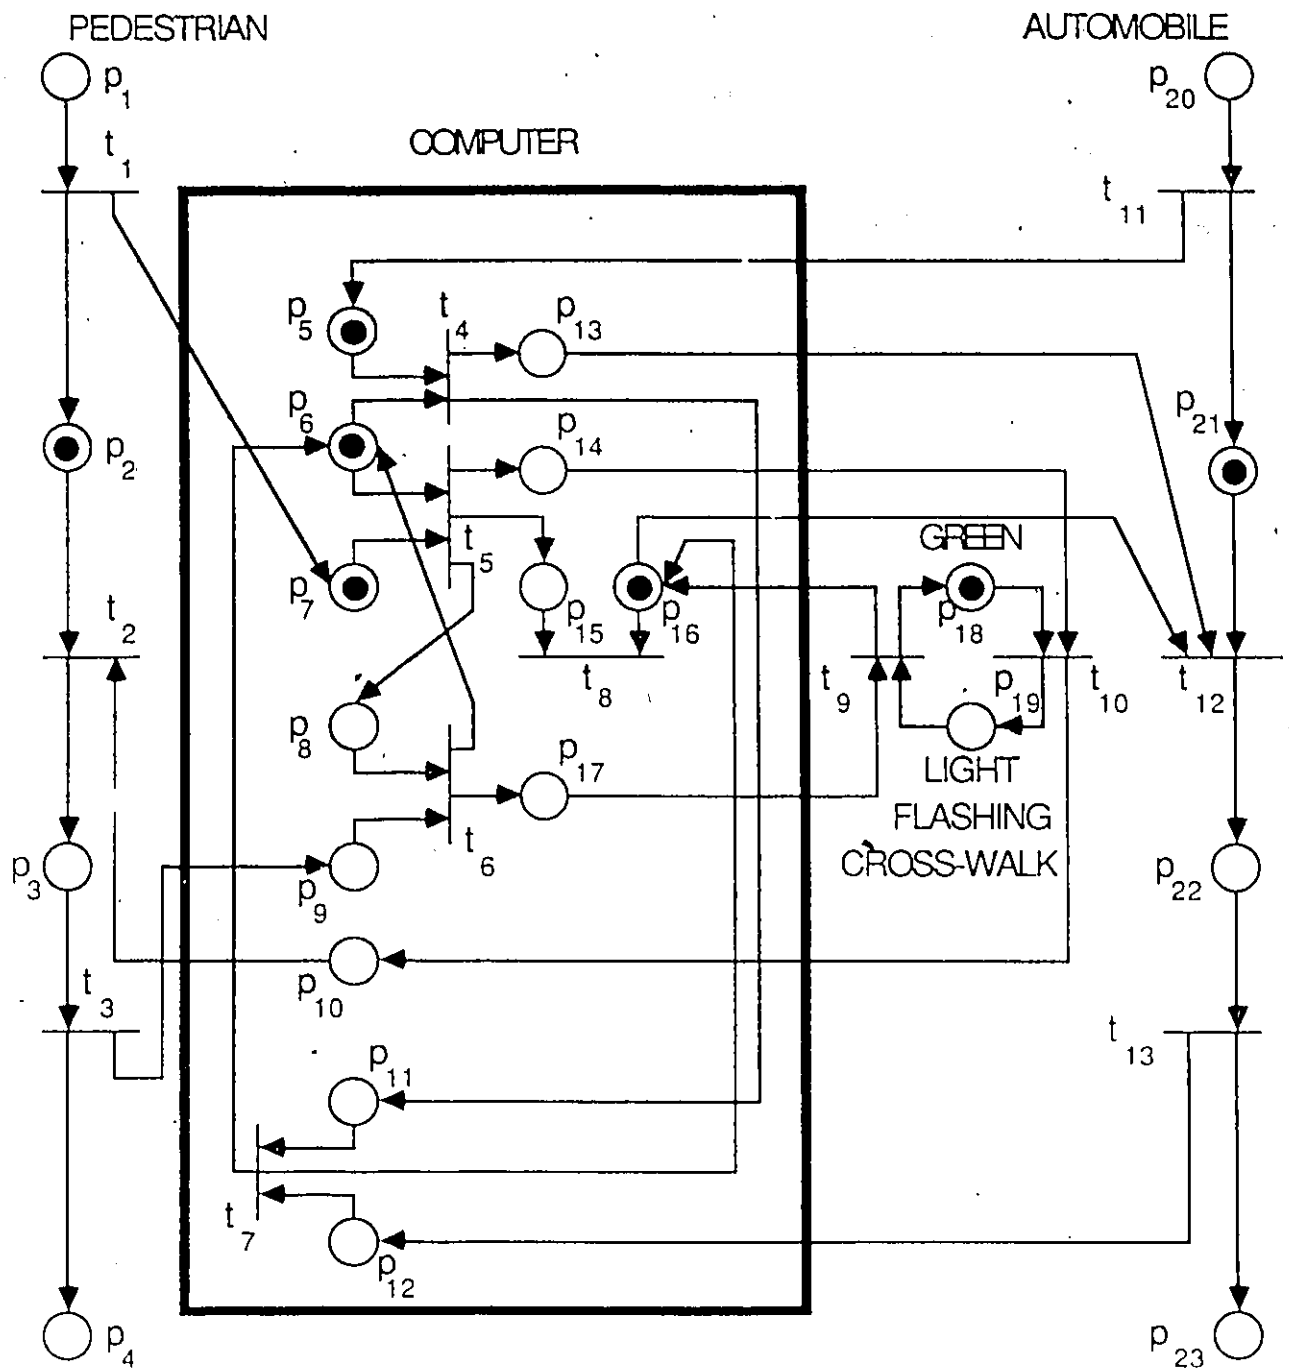 PEDESTRIAN
AUTOMOBILE
p1
p20
t1
COMPUTER
t11
p5
t4
p13
p6
p14
p21
p2
t5
GREEN
p7
p15
p16
p18
t2
t8
t9
p19
t10
t12
p8
p17
LIGHT
FLASHING
CROSS-WALK
t6
p3
p9
p22
t3
p10
t13
p11
t7
p12
p4
p23